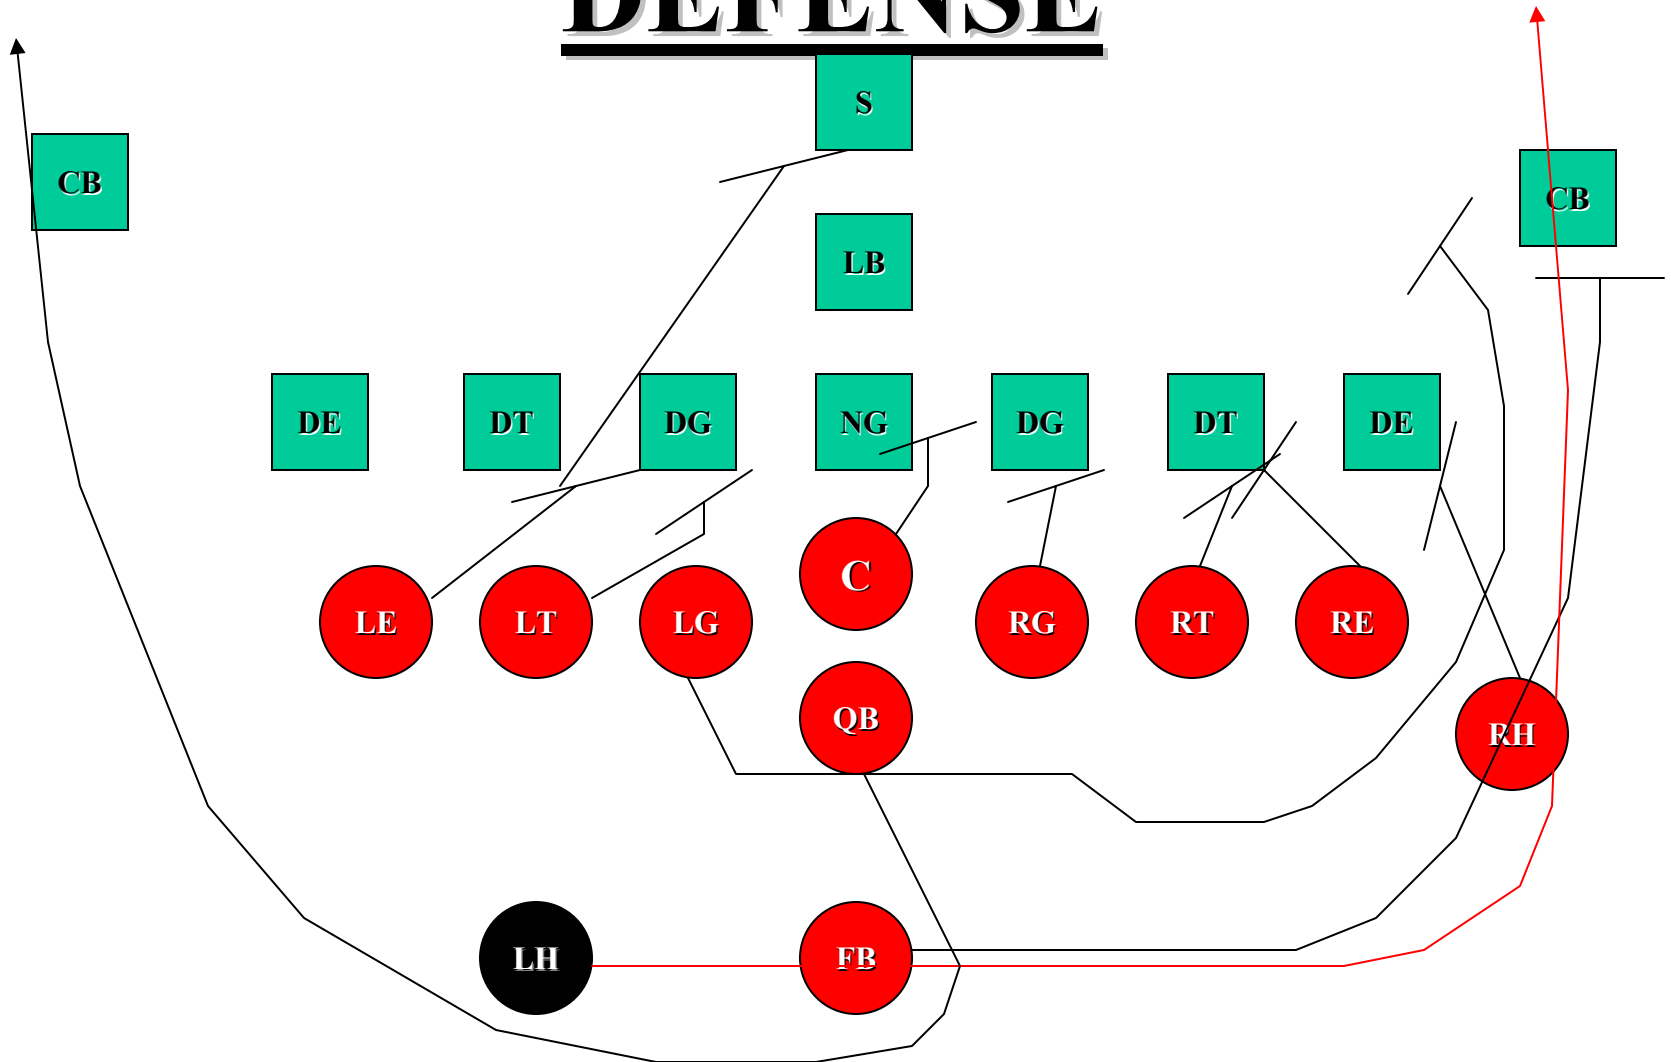 DEFENSE
S
CB
CB
LB
DE DT DG NG DG DT DE
C
LE LT LG RG RT RE
QB
RH
LH FB